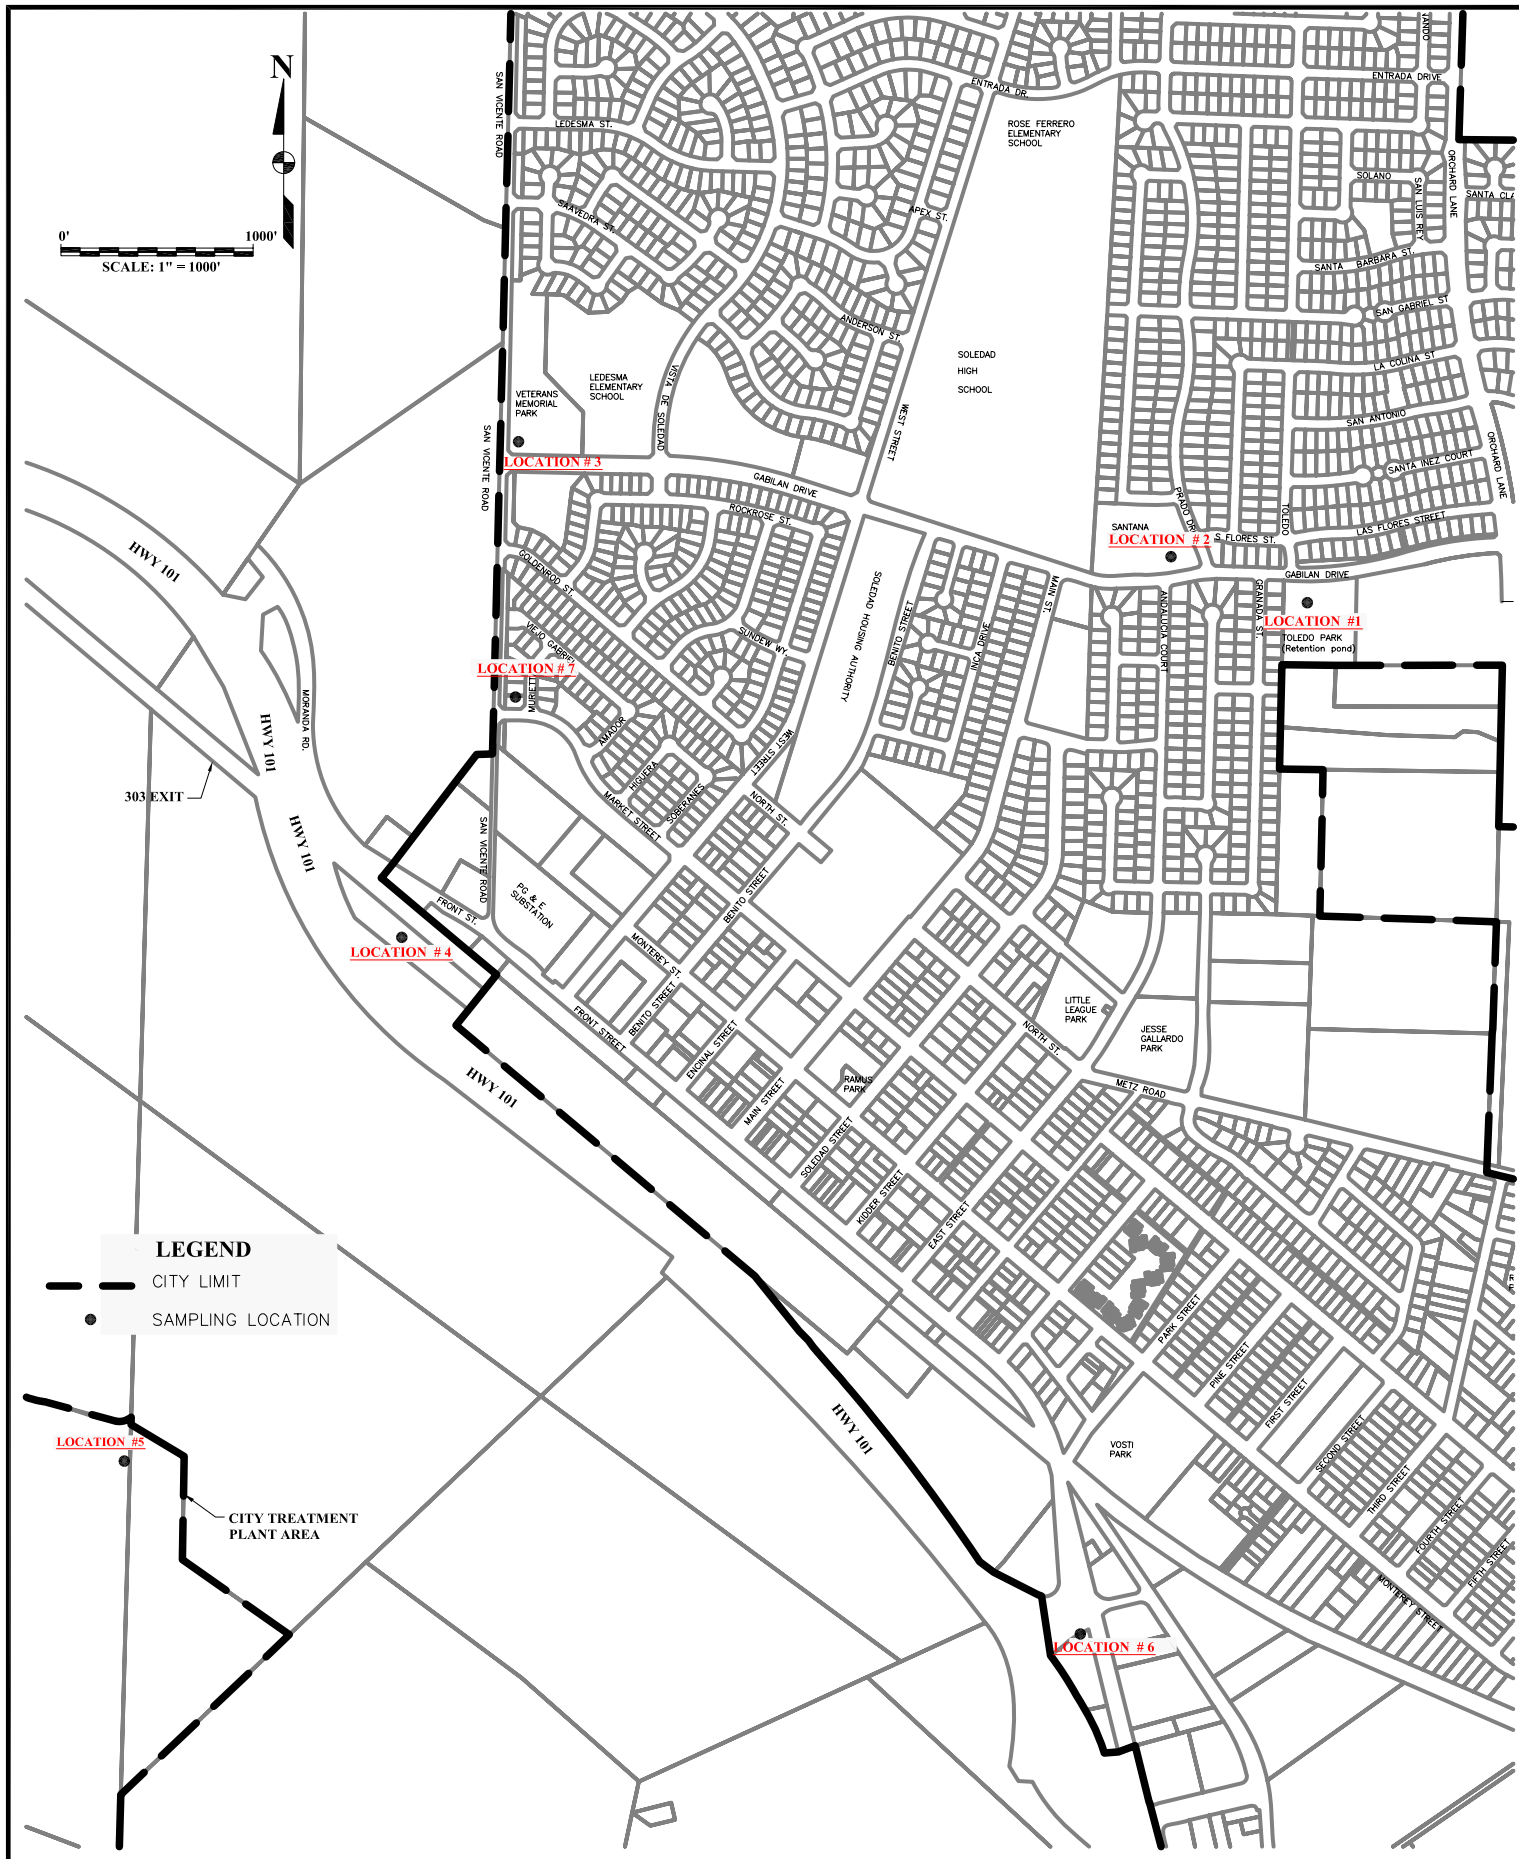 N
0'
1000'
SCALE: 1" = 1000'
SAN VICENTE ROAD
LEDESMA ST.
SAAVEDRA ST.
ENTRADA DR.
ROSE FERRERO
ELEMENTARY
SCHOOL
ENTRADA DRIVE
ORCHARD LANE
SOLANO
SAN LUIS REY
SANTA CLA
SANTA BARBARA ST.
SAN GABRIEL ST
LA COLINA ST
SAN ANTONIO
SANTA INEZ COURT
ORCHARD LANE
LAS FLORES STREET
APEX ST.
ANDERSON ST.
SOLEDAD
HIGH
SCHOOL
WEST STREET
VETERANS
MEMORIAL
PARK
LEDESMA
ELEMENTARY
SCHOOL
VISTA DE SOLEDAD
SAN VICENTE ROAD
LOCATION # 3
GABILAN DRIVE
ROCKROSE ST.
PRADO DR
TOLEDO
SANTANA
LOCATION # 2
S FLORES ST.
GABILAN DRIVE
LOCATION #1
TOLEDO PARK
(Retention pond)
GRANADA ST.
ANDALUCIA COURT
MAIN ST.
INCA DRIVE
BENITO STREET
SOLEDAD HOUSING AUTHORITY
GOLDENROD ST.
VIEJO GABRIEL
SUNDEW WY.
LOCATION # 7
MURIETT
AMADOR
HIGUERA
SOBERANES
MARKET STREET
WEST STREET
NORTH ST.
HWY 101
MORANDA RD.
HWY 101
303 EXIT
HWY 101
SAN VICENTE ROAD
FRONT ST.
PG & E
SUBSTATION
LOCATION # 4
BENITO STREET
MONTEREY ST.
BENITO STREET
FRONT STREET
ENCINAL STREET
MAIN STREET
RAMUS
PARK
SOLEDAD STREET
KIDDER STREET
EAST STREET
LITTLE
LEAGUE
PARK
NORTH ST.
JESSE
GALLARDO
PARK
METZ ROAD
HWY 101
LEGEND
CITY LIMIT
SAMPLING LOCATION
PARK STREET
PINE STREET
FIRST STREET
SECOND STREET
THIRD STREET
FOURTH STREET
FIFTH STREET
MONTEREY STREET
VOSTI
PARK
HWY 101
LOCATION #5
CITY TREATMENT
PLANT AREA
LOCATION # 6